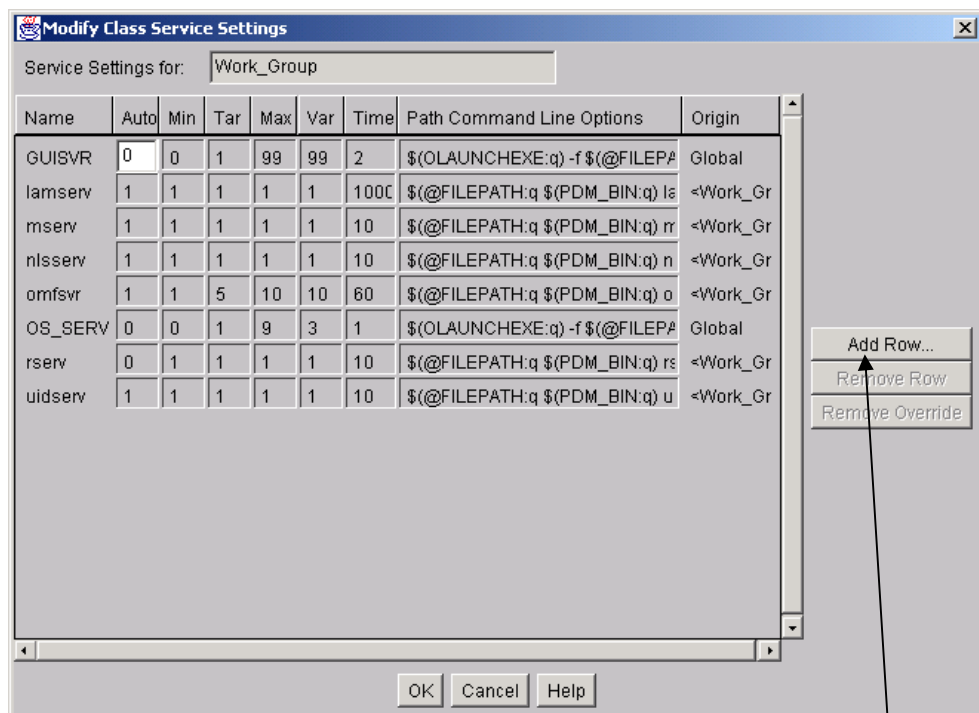 Modify Class Service Settings
Service Settings for: Work_Group
Name Auto Min Tar Max Var Time Path Command Line Options Origin
GUISVR 0 0 1 99 99 2 $(OLAUNCHEXE:q) -f $(@FILEPA Global
lamserv 1 1 1 1 1 1000 $(@FILEPATH:q $(PDM_BIN:q) la <Work_Gr
mserv 1 1 1 1 1 10 $(@FILEPATH:q $(PDM_BIN:q) m <Work_Gr
nlsserv 1 1 1 1 1 10 $(@FILEPATH:q $(PDM_BIN:q) n <Work_Gr
omfsvr 1 1 5 10 10 60 $(@FILEPATH:q $(PDM_BIN:q) o <Work_Gr
OS_SERV 0 0 1 9 3 1 $(OLAUNCHEXE:q) -f $(@FILEPA Global
rserv 0 1 1 1 1 10 $(@FILEPATH:q $(PDM_BIN:q) rs <Work_Gr
uidserv 1 1 1 1 1 10 $(@FILEPATH:q $(PDM_BIN:q) u <Work_Gr
Add Row...
Remove Row
Remove Override
OK Cancel Help